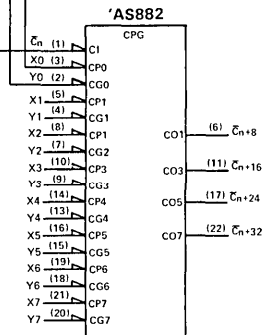 'AS882
CPG
C̅n (1) CI
X0 (3) CP0
Y0 (2) CG0
X1 (5) CP1
Y1 (4) CG1
X2 (8) CP1 CO1 (6) C̅n+8
Y2 (7) CG2
X3 (10) CP3 CO3 (11) C̅n+16
Y3 (9) CG3
X4 (14) CP4 CO5 (17) C̅n+24
Y4 (13) CG4
X5 (16) CP5 CO7 (22) C̅n+32
Y5 (15) CG5
X6 (19) CP6
Y6 (18) CG6
X7 (21) CP7
Y7 (20) CG7